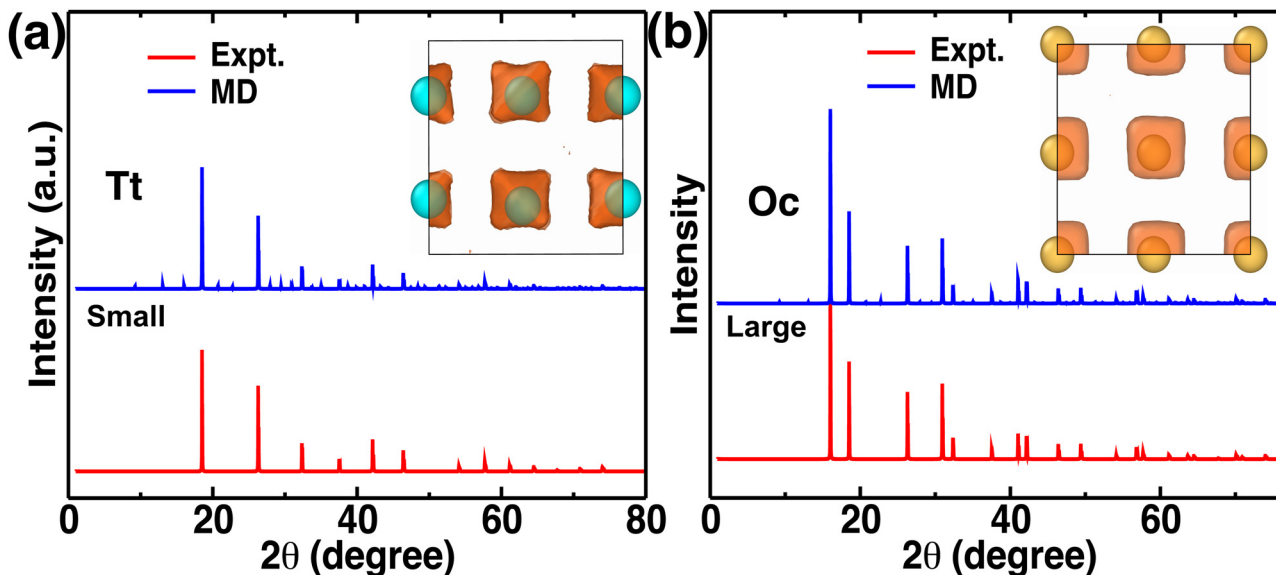 (a)
Expt.
MD
Tt
Small
Intensity (a.u.)
0 20 40 60 80
2θ (degree)
(b)
Expt.
MD
Oc
Large
Intensity
0 20 40 60
2θ (degree)